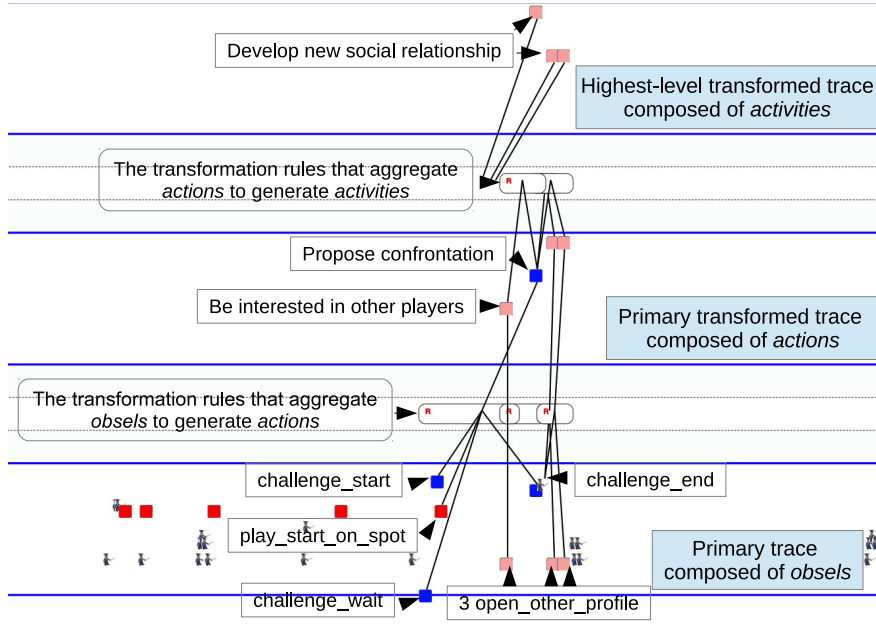 Develop new social relationship
Highest-level transformed trace
composed of activities
The transformation rules that aggregate
actions to generate activities
R
Propose confrontation
Be interested in other players
Primary transformed trace
composed of actions
The transformation rules that aggregate
obsels to generate actions
R
R
R
challenge_start
challenge_end
play_start_on_spot
Primary trace
composed of obsels
challenge_wait
3 open_other_profile